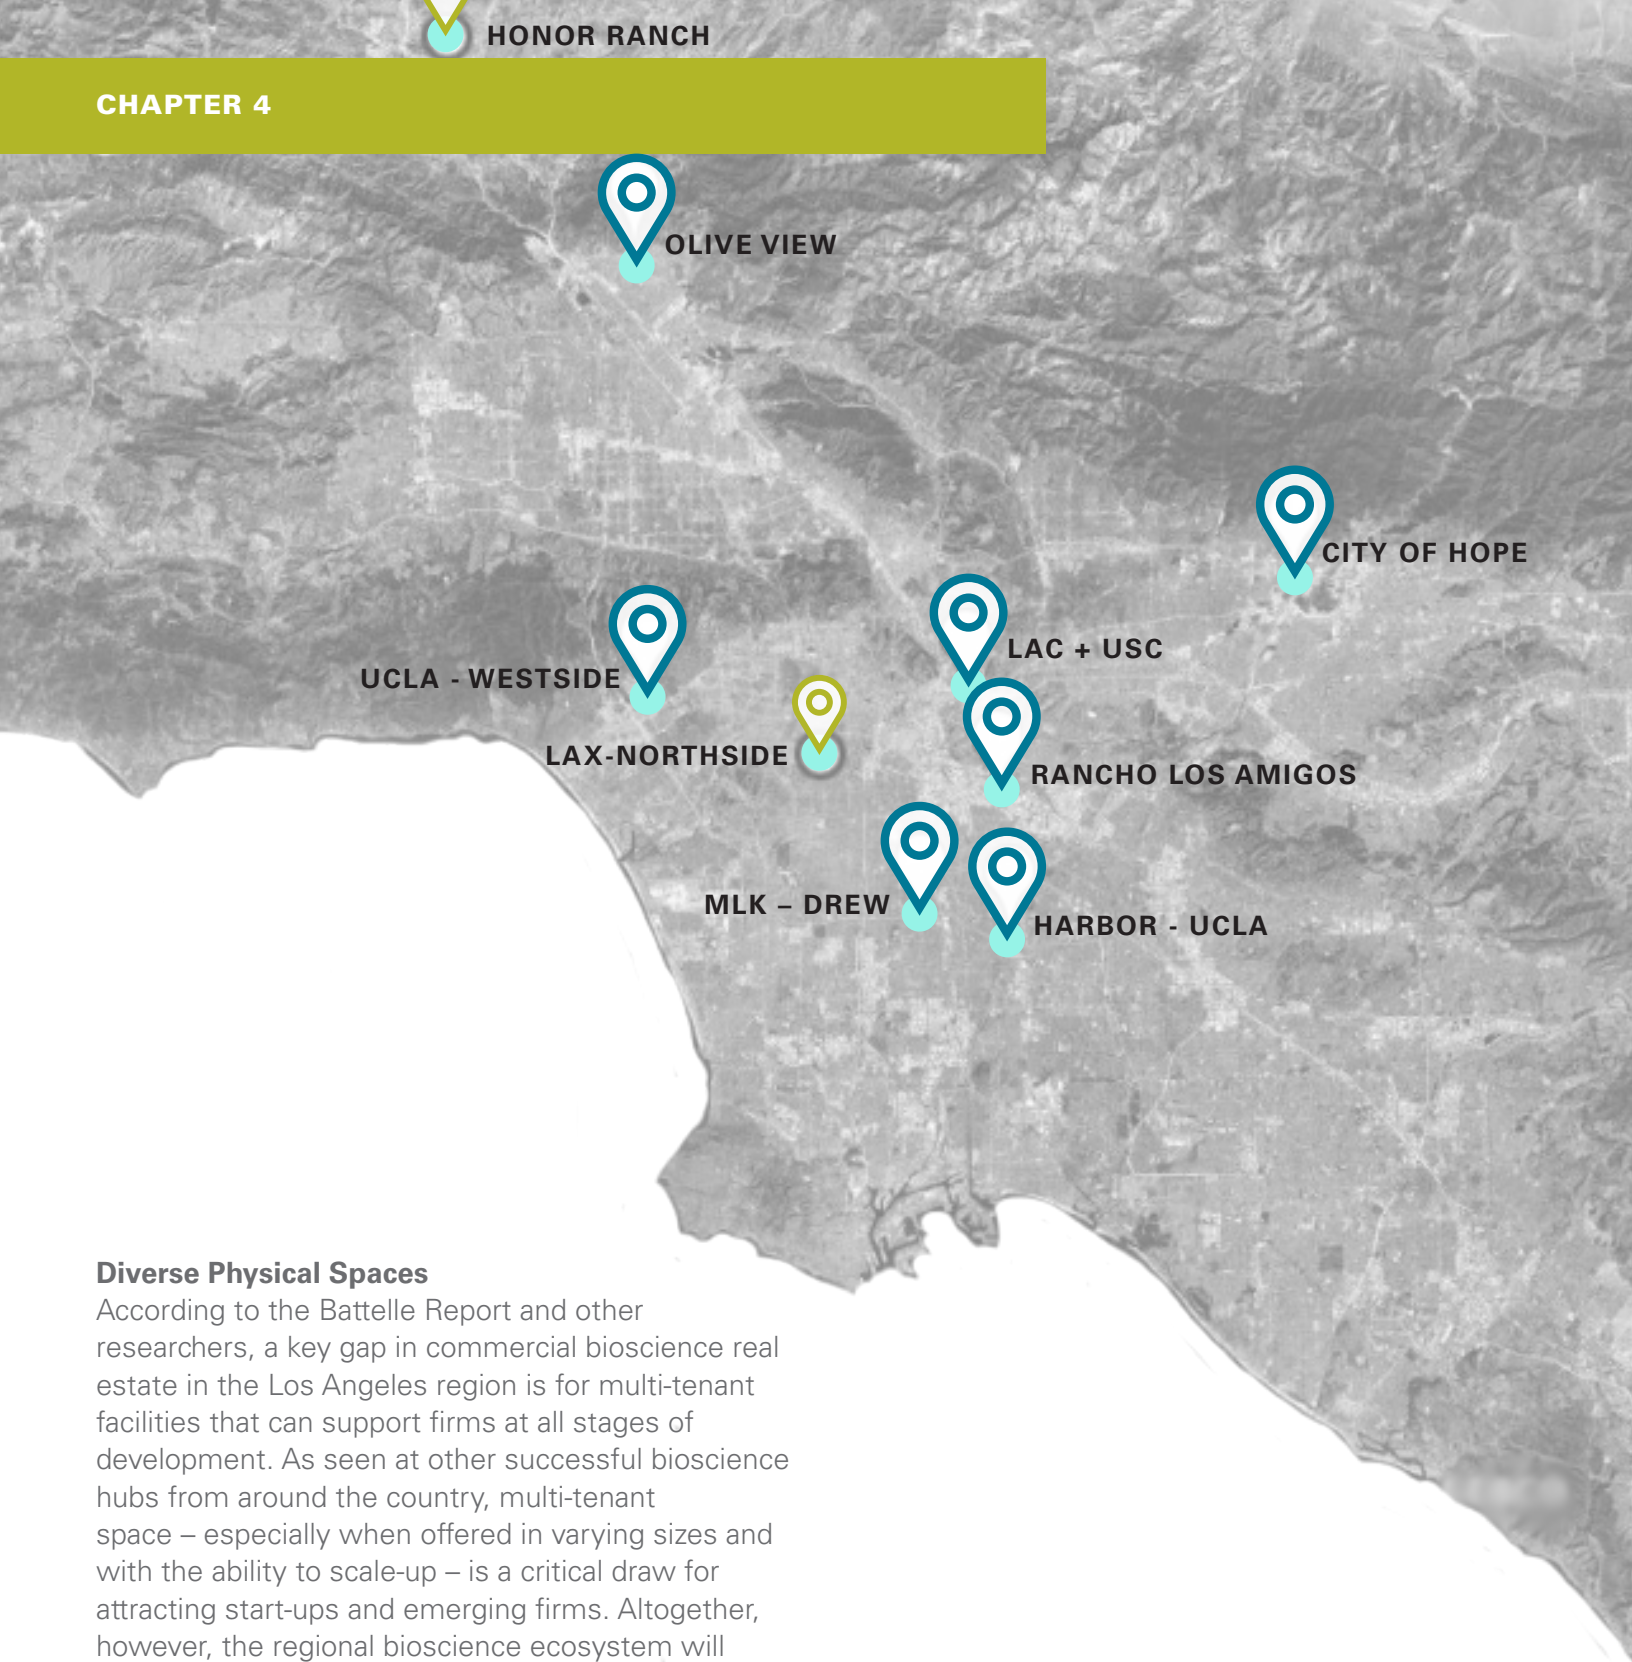 HONOR RANCH
CHAPTER 4
OLIVE VIEW
CITY OF HOPE
LAC + USC
UCLA - WESTSIDE
LAX-NORTHSIDE
RANCHO LOS AMIGOS
MLK – DREW
HARBOR - UCLA
Diverse Physical Spaces
According to the Battelle Report and other
researchers, a key gap in commercial bioscience real
estate in the Los Angeles region is for multi-tenant
facilities that can support firms at all stages of
development. As seen at other successful bioscience
hubs from around the country, multi-tenant
space – especially when offered in varying sizes and
with the ability to scale-up – is a critical draw for
attracting start-ups and emerging firms. Altogether,
however, the regional bioscience ecosystem will